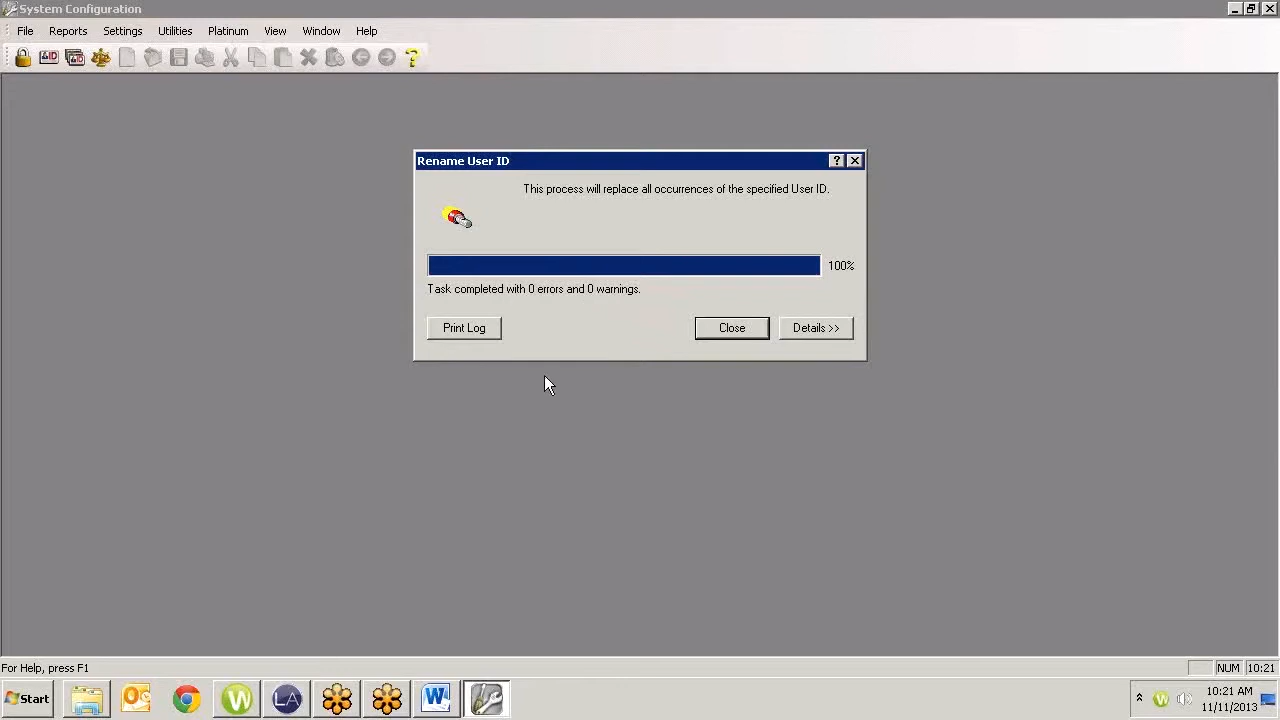 System Configuration
File Reports Settings Utilities Platinum View Window Help
Rename User ID
This process will replace all occurrences of the specified User ID.
100%
Task completed with 0 errors and 0 warnings.
Print Log Close Details >>
For Help, press F1 NUM 10:21
Start W LA W W 10:21 AM
11/11/2013